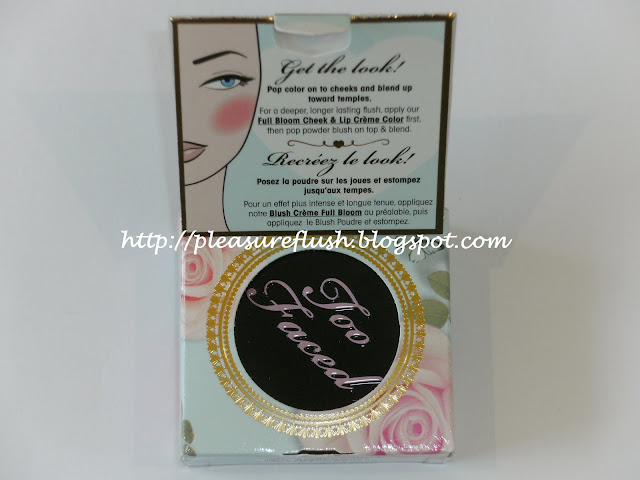 Get the look!
Pop color on to cheeks and blend up
toward temples.
For a deeper, longer lasting flush, apply our
Full Bloom Cheek & Lip Crème Color first,
then pop powder blush on top & blend.
Recréez le look!
Posez la poudre sur les joues et estompez
jusqu'aux tempes.
Pour un effet plus intense et longue tenue, appliquez
notre Blush Crème Full Bloom au préalable, puis
appliquez le Blush Poudre et estompez.
http://pleasureflush.blogspot.com
Too
Faced